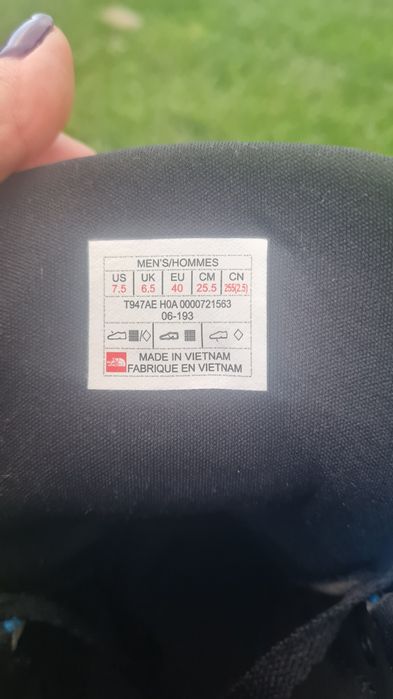 MEN'S/HOMMES
US UK EU CM CN
7.5 6.5 40 25.5 255(2.5)
T947AE H0A 0000721563
06-193
MADE IN VIETNAM
FABRIQUE EN VIETNAM